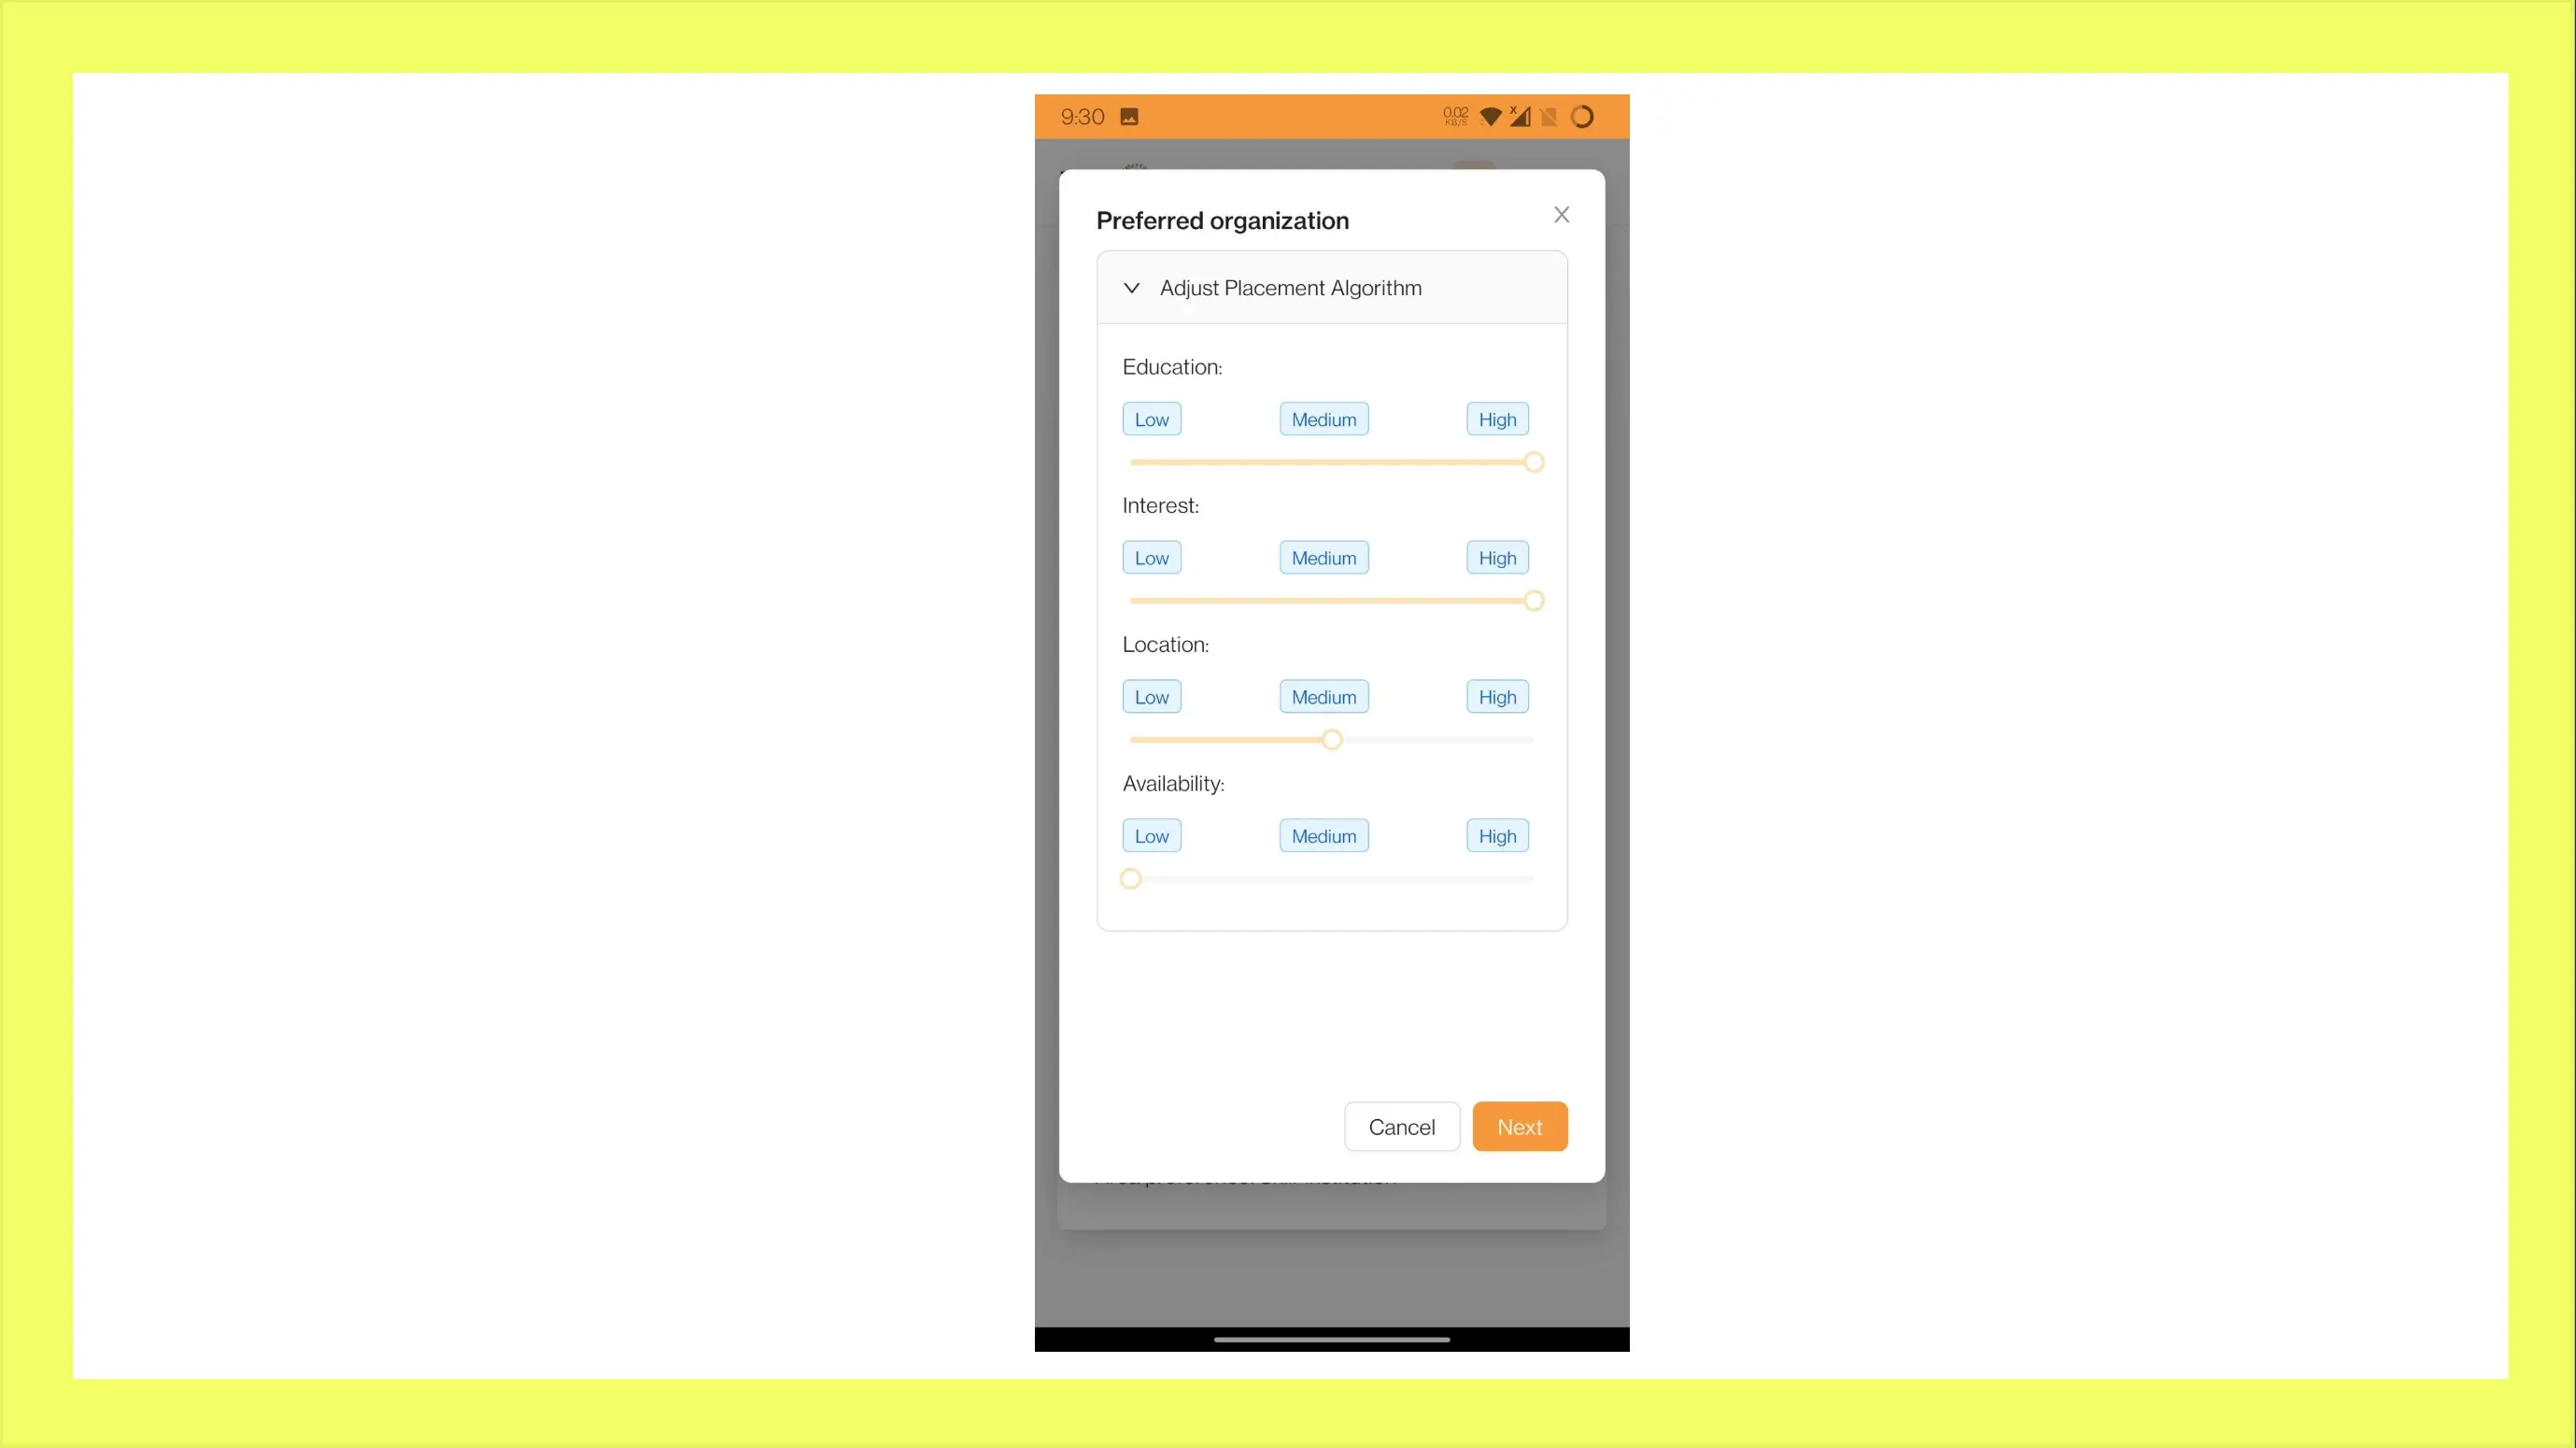 9:30
0.02
KB/S
Preferred organization
Adjust Placement Algorithm
Education:
Low Medium High
Interest:
Low Medium High
Location:
Low Medium High
Availability:
Low Medium High
Cancel Next